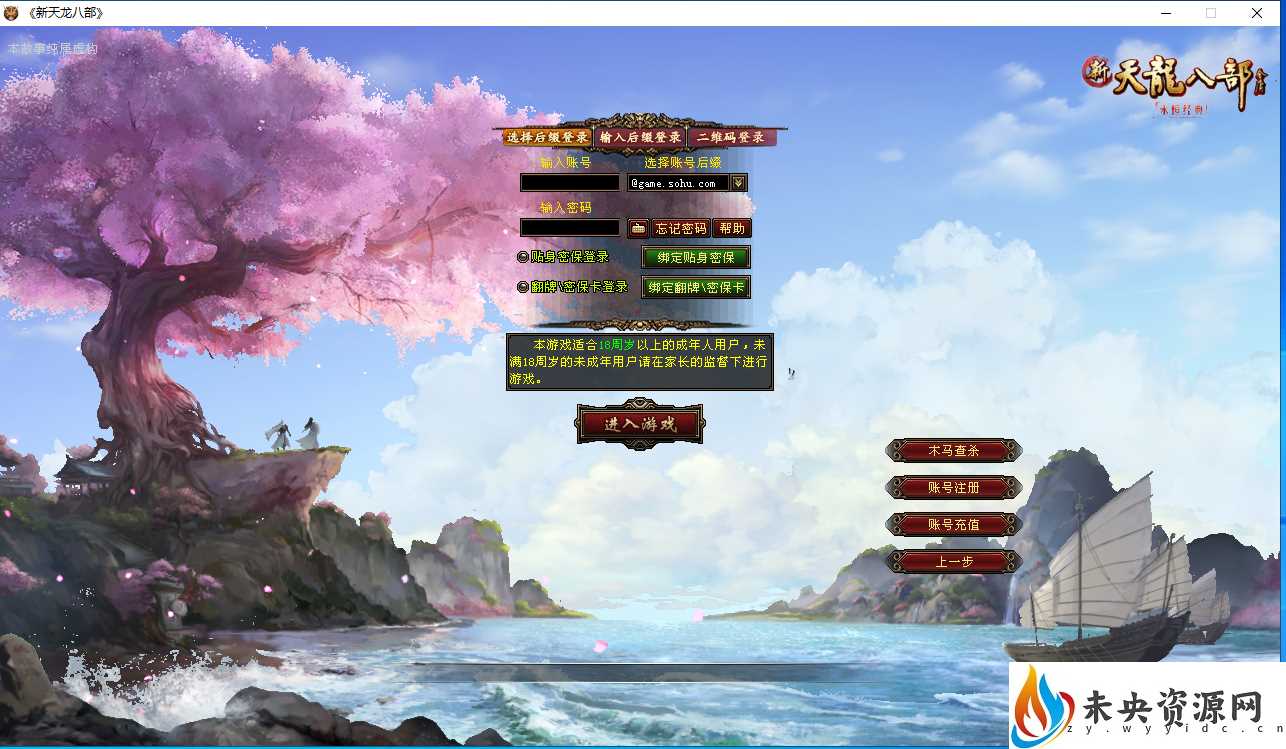 《新天龙八部》
本故事纯属虚构
新天龍八部
永恒经典
选择后缀登录 输入后缀登录 二维码登录
输入账号 选择账号后缀
@game.sohu.com
输入密码
忘记密码 帮助
贴身密保登录 绑定贴身密保
翻牌\密保卡登录 绑定翻牌\密保卡
本游戏适合18周岁以上的成年人用户，未
满18周岁的未成年用户请在家长的监督下进行
游戏。
进入游戏
木马查杀
账号注册
账号充值
上一步
未央资源网
zy.wyyidc.cn